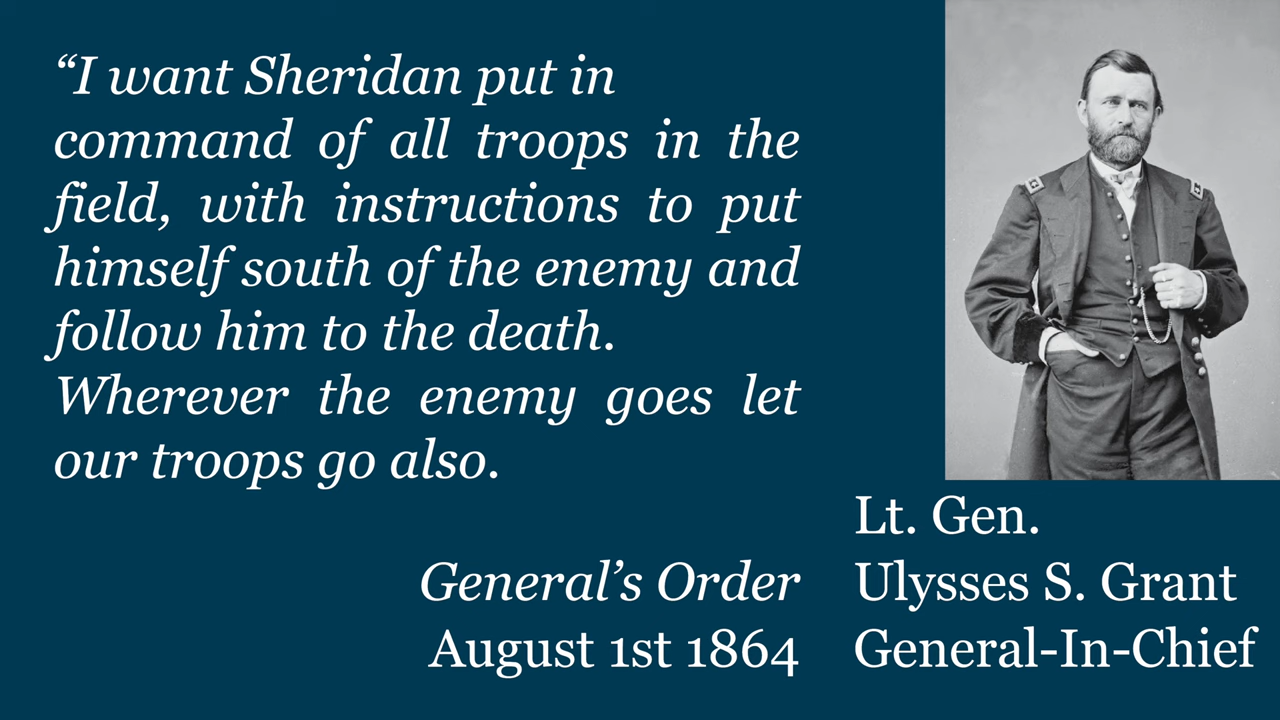 “I want Sheridan put in
command of all troops in the
field, with instructions to put
himself south of the enemy and
follow him to the death.
Wherever the enemy goes let
our troops go also.
General’s Order
August 1st 1864
Lt. Gen.
Ulysses S. Grant
General-In-Chief